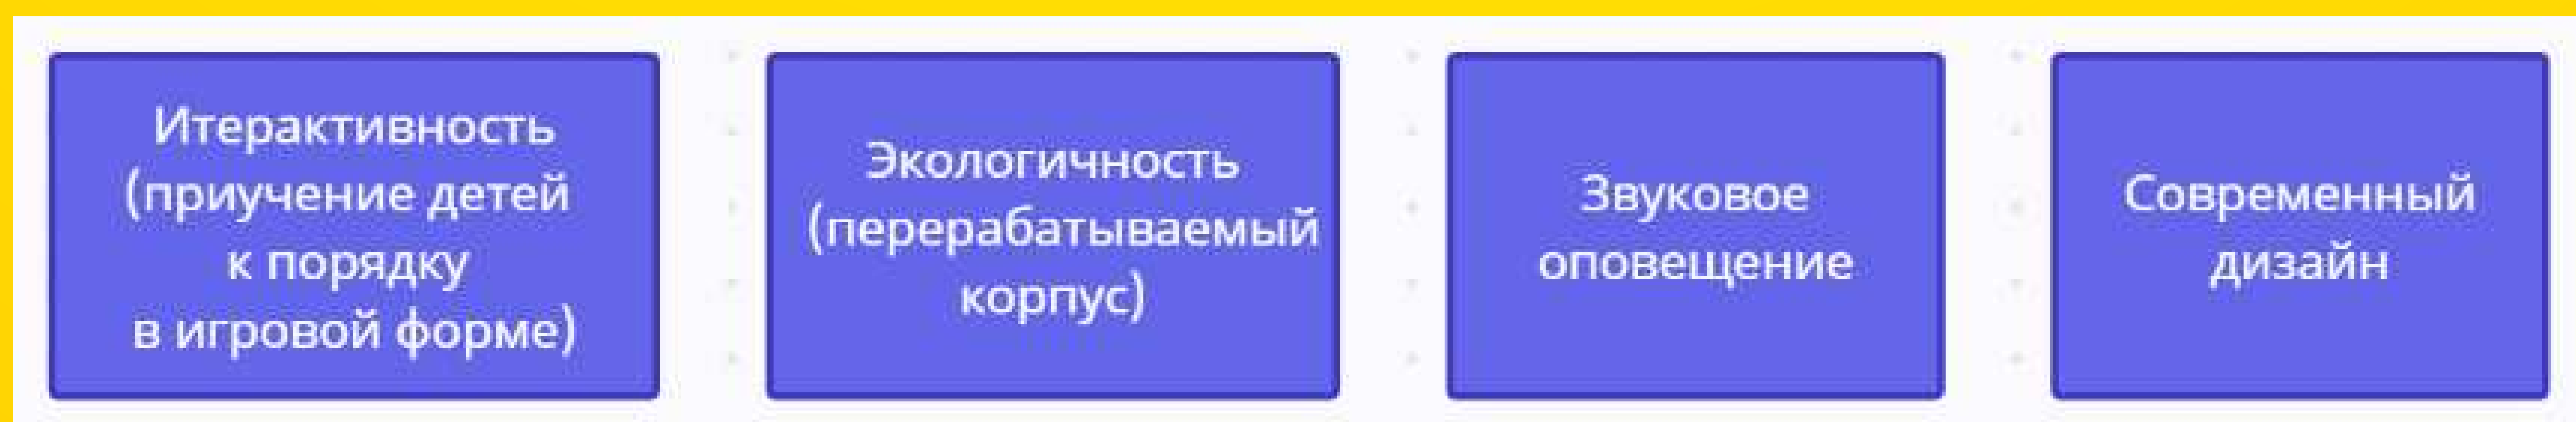 Итерактивность
(приучение детей
к порядку
в игровой форме)
Экологичность
(перерабатываемый
корпус)
Звуковое
оповещение
Современный
дизайн